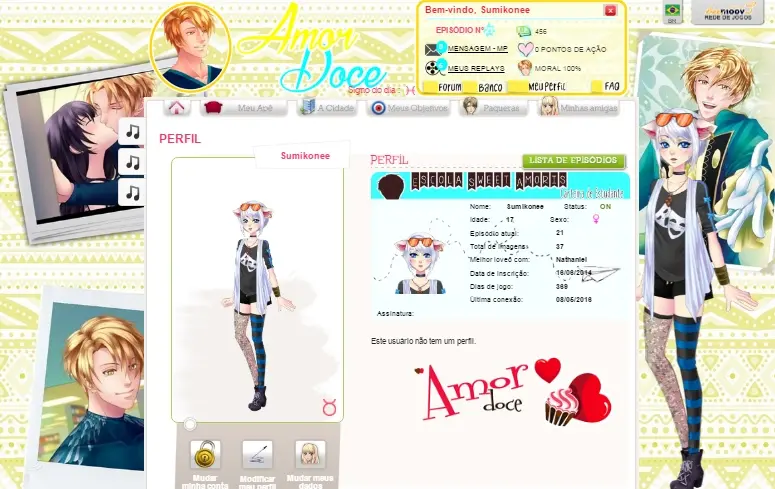 Amor
Doce
Signo do dia :
Bem-vindo, Sumikonee
EPISÓDIO Nº
456
MENSAGEM - MP
0 PONTOS DE AÇÃO
MEUS REPLAYS
MORAL 100%
FORUM
BANCO
MEU PERFIL
FAQ
BR
REDE DE JOGOS
Meu Apê
A Cidade
Meus Objetivos
Paqueras
Minhas amigas
PERFIL
Sumikonee
PERFIL
LISTA DE EPISÓDIOS
ESCOLA SWEET AMORIS
Carteira de Estudante
Nome: Sumikonee Status: ON
Idade: 17 Sexo:
Episódio atual: 21
Total de imagens: 37
Melhor loveô com: Nathaniel
Data de inscrição: 16/06/2014
Dias de jogo: 369
Última conexão: 08/05/2016
Assinatura:
Este usuário não tem um perfil.
Amor
doce
Mudar
minha conta
Modificar
meu perfil
Mudar meus
dados